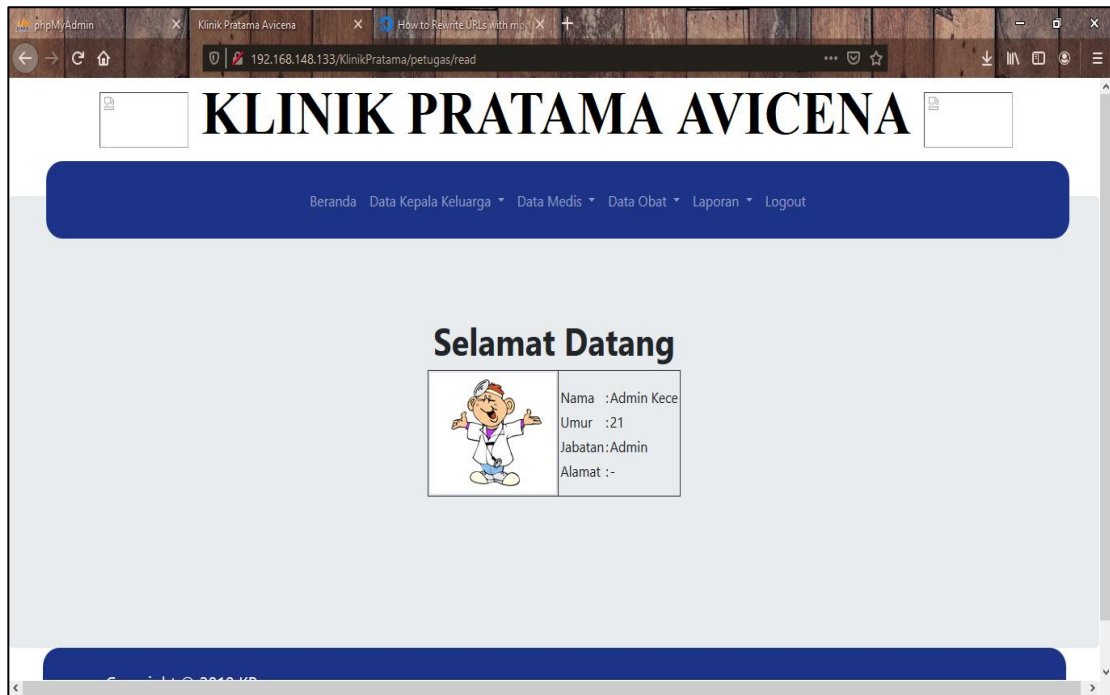 phpMyAdmin
Klinik Pratama Avicena
How to Rewrite URLs with mod
192.168.148.133/KlinikPratama/petugas/read
KLINIK PRATAMA AVICENA
Beranda Data Kepala Keluarga Data Medis Data Obat Laporan Logout
Selamat Datang
Nama :Admin Kece
Umur :21
Jabatan:Admin
Alamat :-